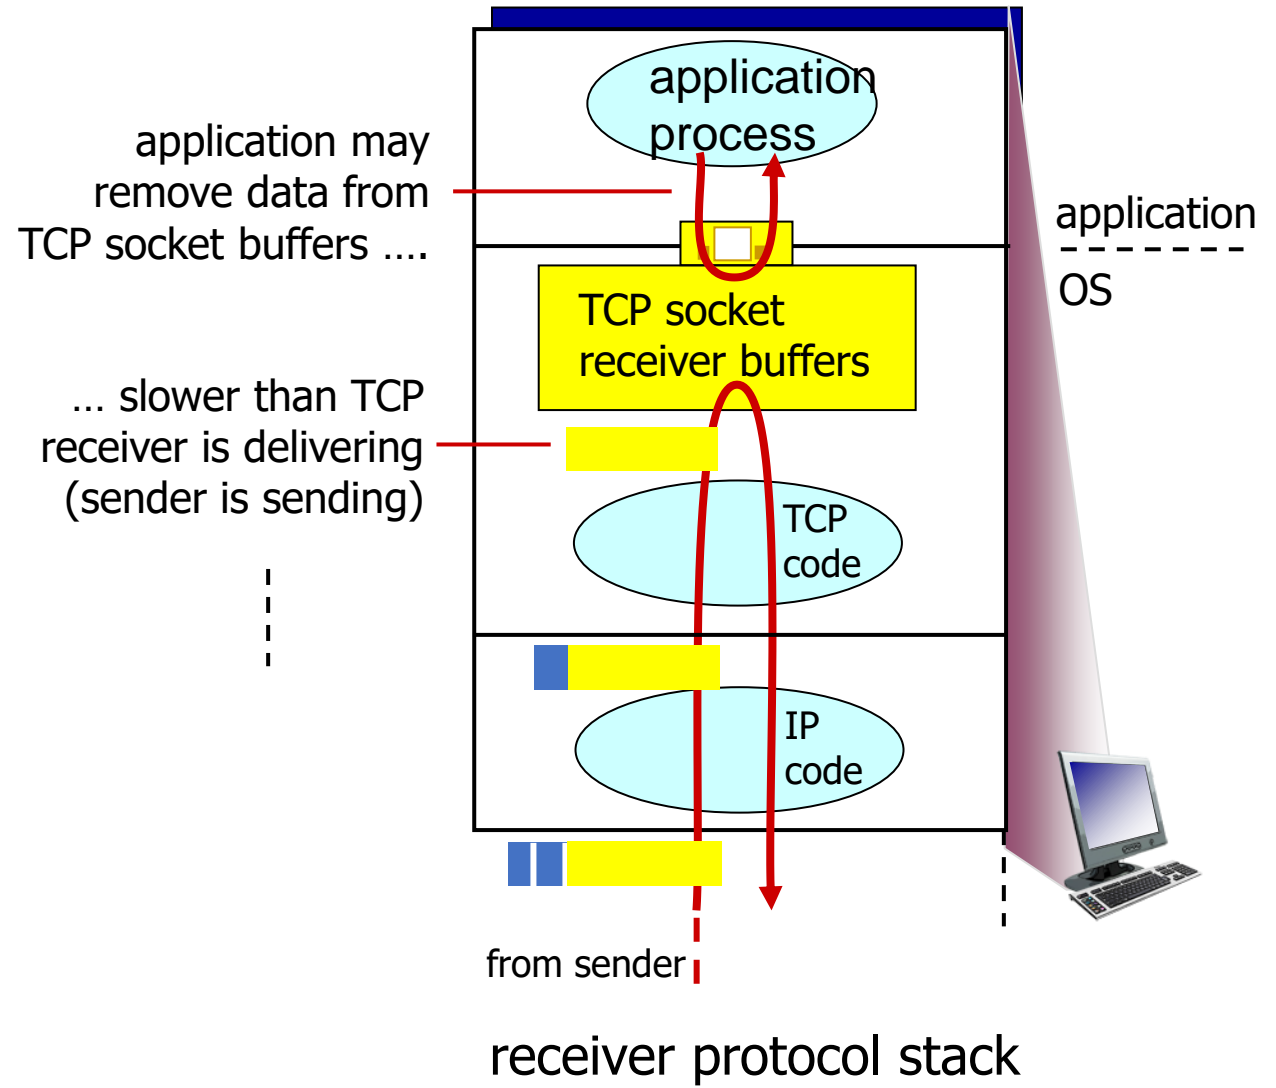 application
process
application may
remove data from
TCP socket buffers ….
application
OS
TCP socket
receiver buffers
… slower than TCP
receiver is delivering
(sender is sending)
TCP
code
IP
code
from sender
receiver protocol stack